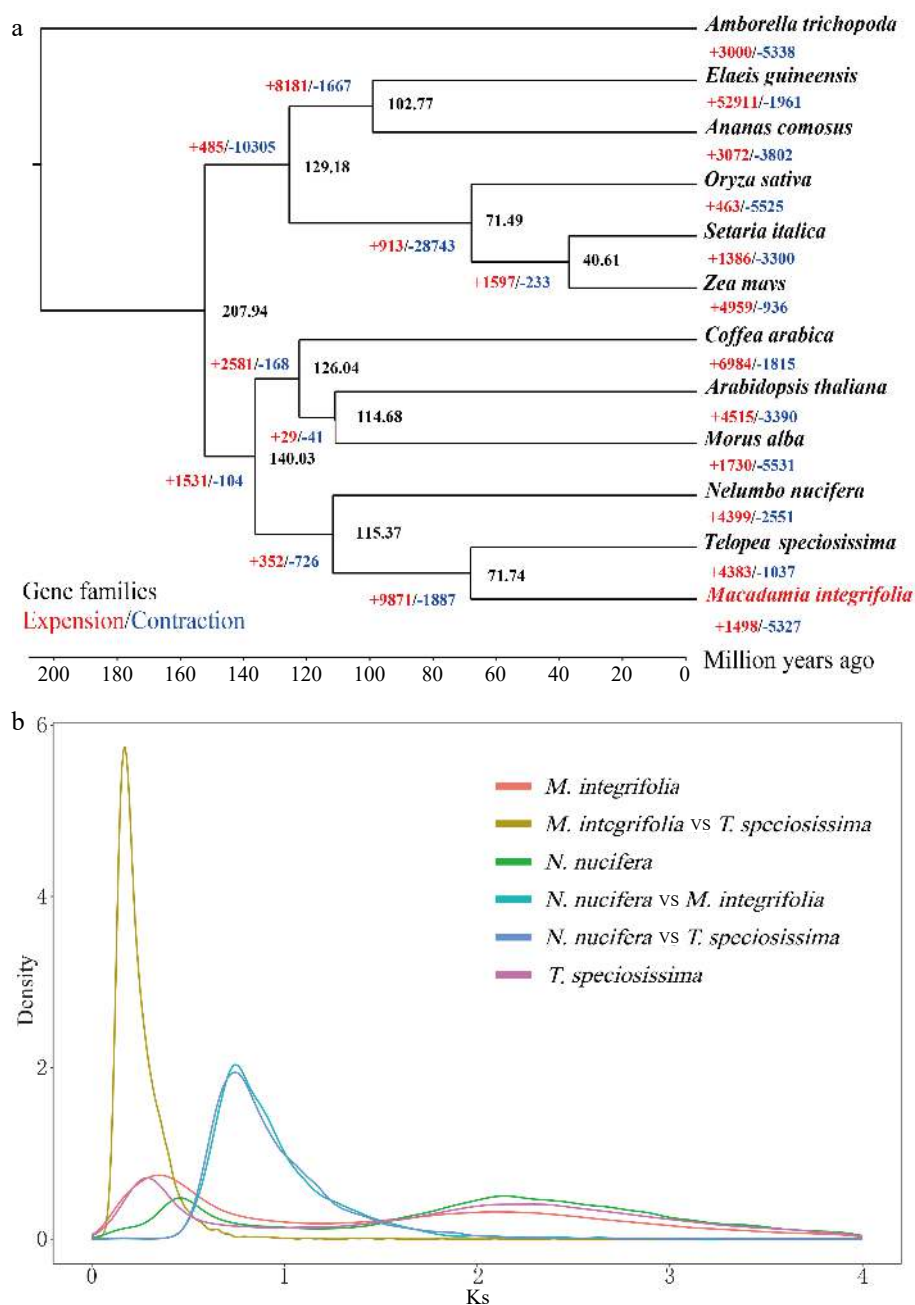 a
Amborella trichopoda
+3000/-5338
+8181/-1667
Elaeis guineensis
102.77
+52911/-1961
Ananas comosus
+485/-10305
+3072/-3802
129.18
Oryza sativa
71.49
+463/-5525
+913/-28743
Setaria italica
40.61
+1386/-3300
+1597/-233
Zea mays
+4959/-936
207.94
Coffea arabica
+2581/-168
126.04
+6984/-1815
Arabidopsis thaliana
114.68
+4515/-3390
+29/-41
Morus alba
140.03
+1730/-5531
+1531/-104
Nelumbo nucifera
+4399/-2551
115.37
Telopea speciosissima
+352/-726
+4383/-1037
71.74
+9871/-1887
Macadamia integrifolia
+1498/-5327
Gene families
Expension/Contraction
200 180 160 140 120 100 80 60 40 20 0 Million years ago
b
6
4
2
0
Density
M. integrifolia
M. integrifolia VS T. speciosissima
N. nucifera
N. nucifera VS M. integrifolia
N. nucifera VS T. speciosissima
T. speciosissima
0 1 2 3 4
Ks